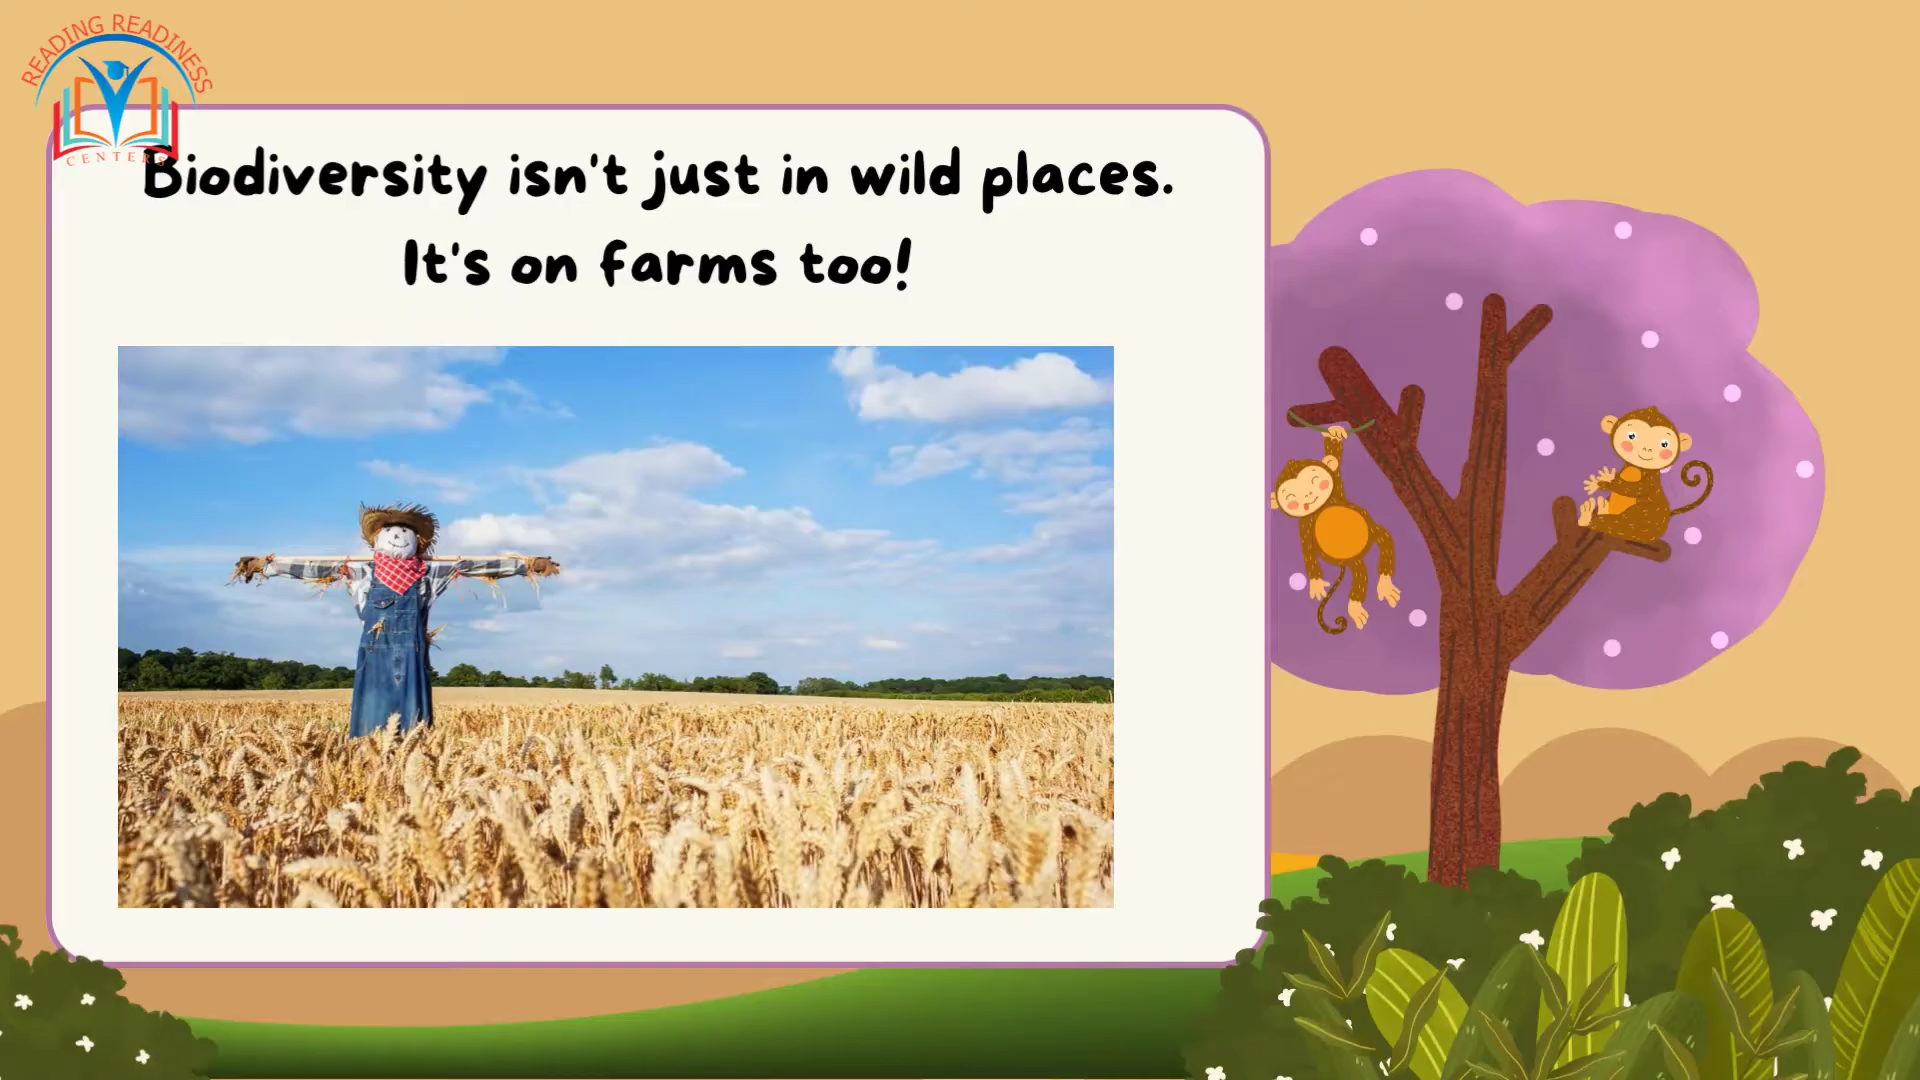 READING READINESS
CENTERS
Biodiversity isn't just in wild places.
It's on farms too!